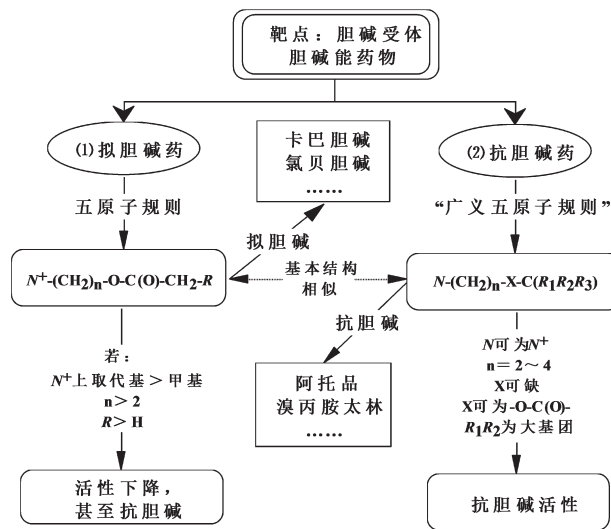 靶点：胆碱受体
胆碱能药物
⑴拟胆碱药
卡巴胆碱
氯贝胆碱
……
⑵抗胆碱药
五原子规则
“广义五原子规则”
拟胆碱
N⁺-(CH₂)ₙ-O-C(O)-CH₂-R
基本结构
相似
N-(CH₂)ₙ-X-C(R₁R₂R₃)
抗胆碱
若：
N⁺上取代基＞甲基
n＞2
R＞H
阿托品
溴丙胺太林
……
N可为N⁺
n＝2～4
X可缺
X可为-O-C(O)-
R₁R₂为大基团
活性下降，
甚至抗胆碱
抗胆碱活性